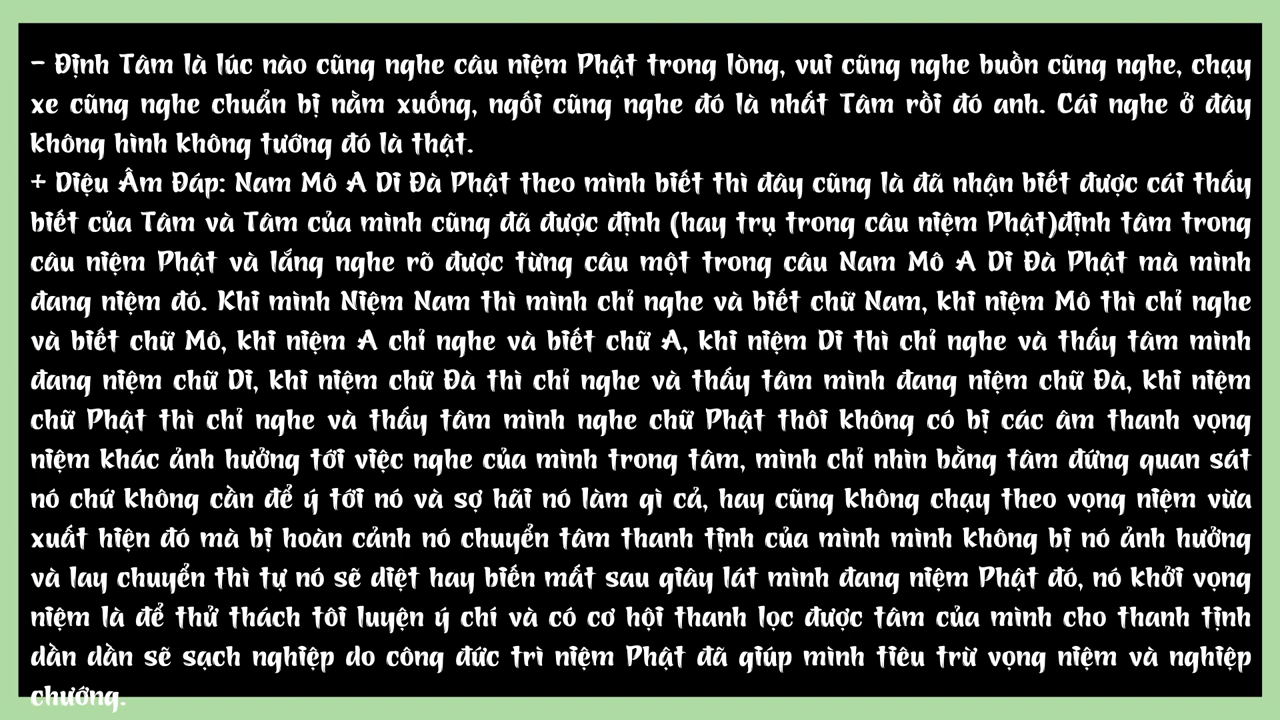 – Định Tâm là lúc nào cũng nghe câu niệm Phật trong lòng, vui cũng nghe buồn cũng nghe, chạy
xe cũng nghe chuẩn bị nằm xuống, ngối cũng nghe đó là nhất Tâm rồi đó anh. Cái nghe ở đây
không hình không tướng đó là thật.
+ Diệu Âm Đáp: Nam Mô A Di Đà Phật theo mình biết thì đây cũng là đã nhận biết được cái thấy
biết của Tâm và Tâm của mình cũng đã được định (hay trụ trong câu niệm Phật)định tâm trong
câu niệm Phật và lắng nghe rõ được từng câu một trong câu Nam Mô A Di Đà Phật mà mình
đang niệm đó. Khi mình Niệm Nam thì mình chỉ nghe và biết chữ Nam, khi niệm Mô thì chỉ nghe
và biết chữ Mô, khi niệm A chỉ nghe và biết chữ A, khi niệm Di thì chỉ nghe và thấy tâm mình
đang niệm chữ Di, khi niệm chữ Đà thì chỉ nghe và thấy tâm mình đang niệm chữ Đà, khi niệm
chữ Phật thì chỉ nghe và thấy tâm mình nghe chữ Phật thôi không có bị các âm thanh vọng
niệm khác ảnh hưởng tới việc nghe của mình trong tâm, mình chỉ nhìn bằng tâm đứng quan sát
nó chứ không cần để ý tới nó và sợ hãi nó làm gì cả, hay cũng không chạy theo vọng niệm vừa
xuất hiện đó mà bị hoàn cảnh nó chuyển tâm thanh tịnh của mình mình không bị nó ảnh hưởng
và lay chuyển thì tự nó sẽ diệt hay biến mất sau giây lát mình đang niệm Phật đó, nó khởi vọng
niệm là để thử thách tôi luyện ý chí và có cơ hội thanh lọc được tâm của mình cho thanh tịnh
dần dần sẽ sạch nghiệp do công đức trì niệm Phật đã giúp mình tiêu trừ vọng niệm và nghiệp
chướng.